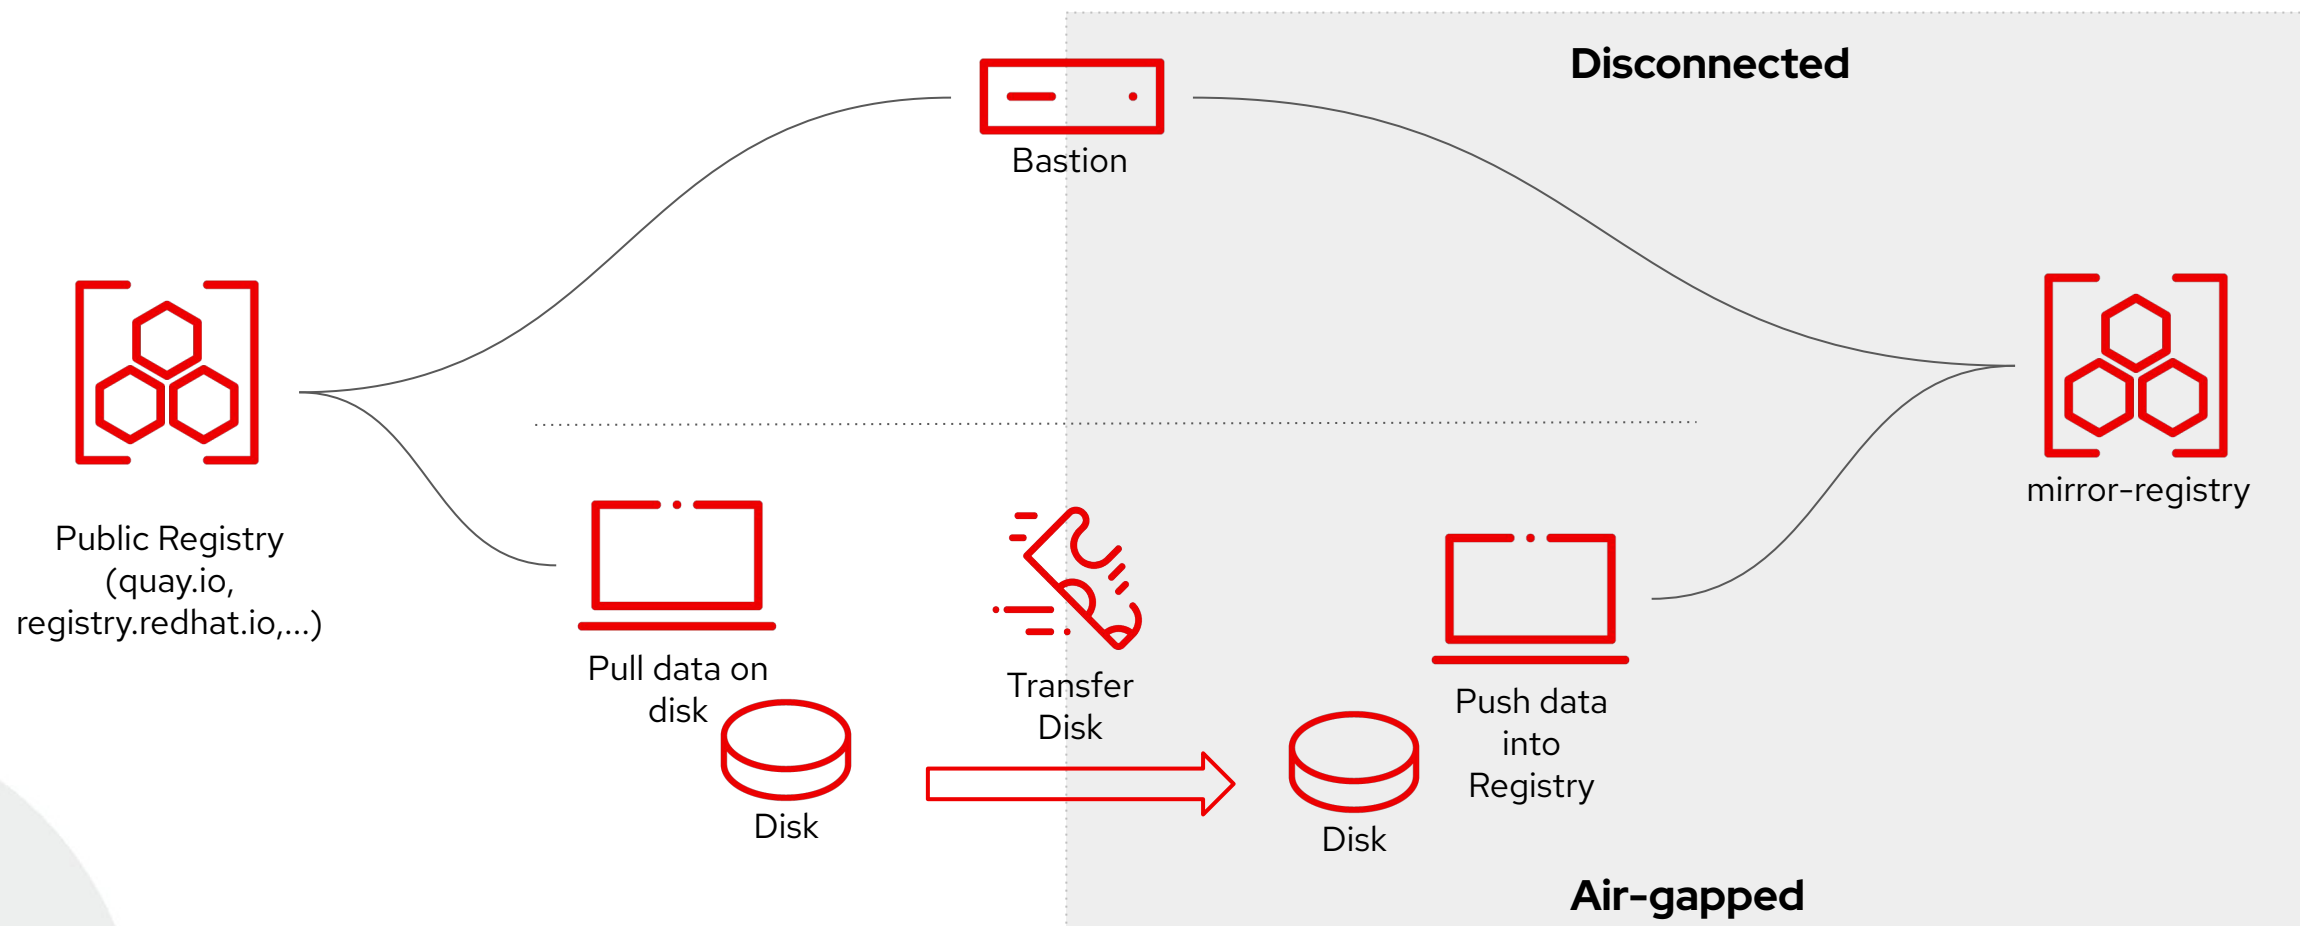 Disconnected
Bastion
Public Registry
(quay.io,
registry.redhat.io,...)
mirror-registry
Pull data on
disk
Disk
Transfer
Disk
Push data
into
Registry
Disk
Air-gapped